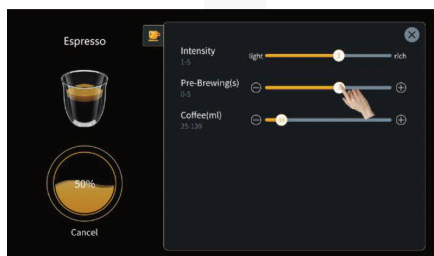 Espresso
Intensity
1-5
light
rich
Pre-Brewing(s)
0-5
Coffee(ml)
25-120
50%
Cancel